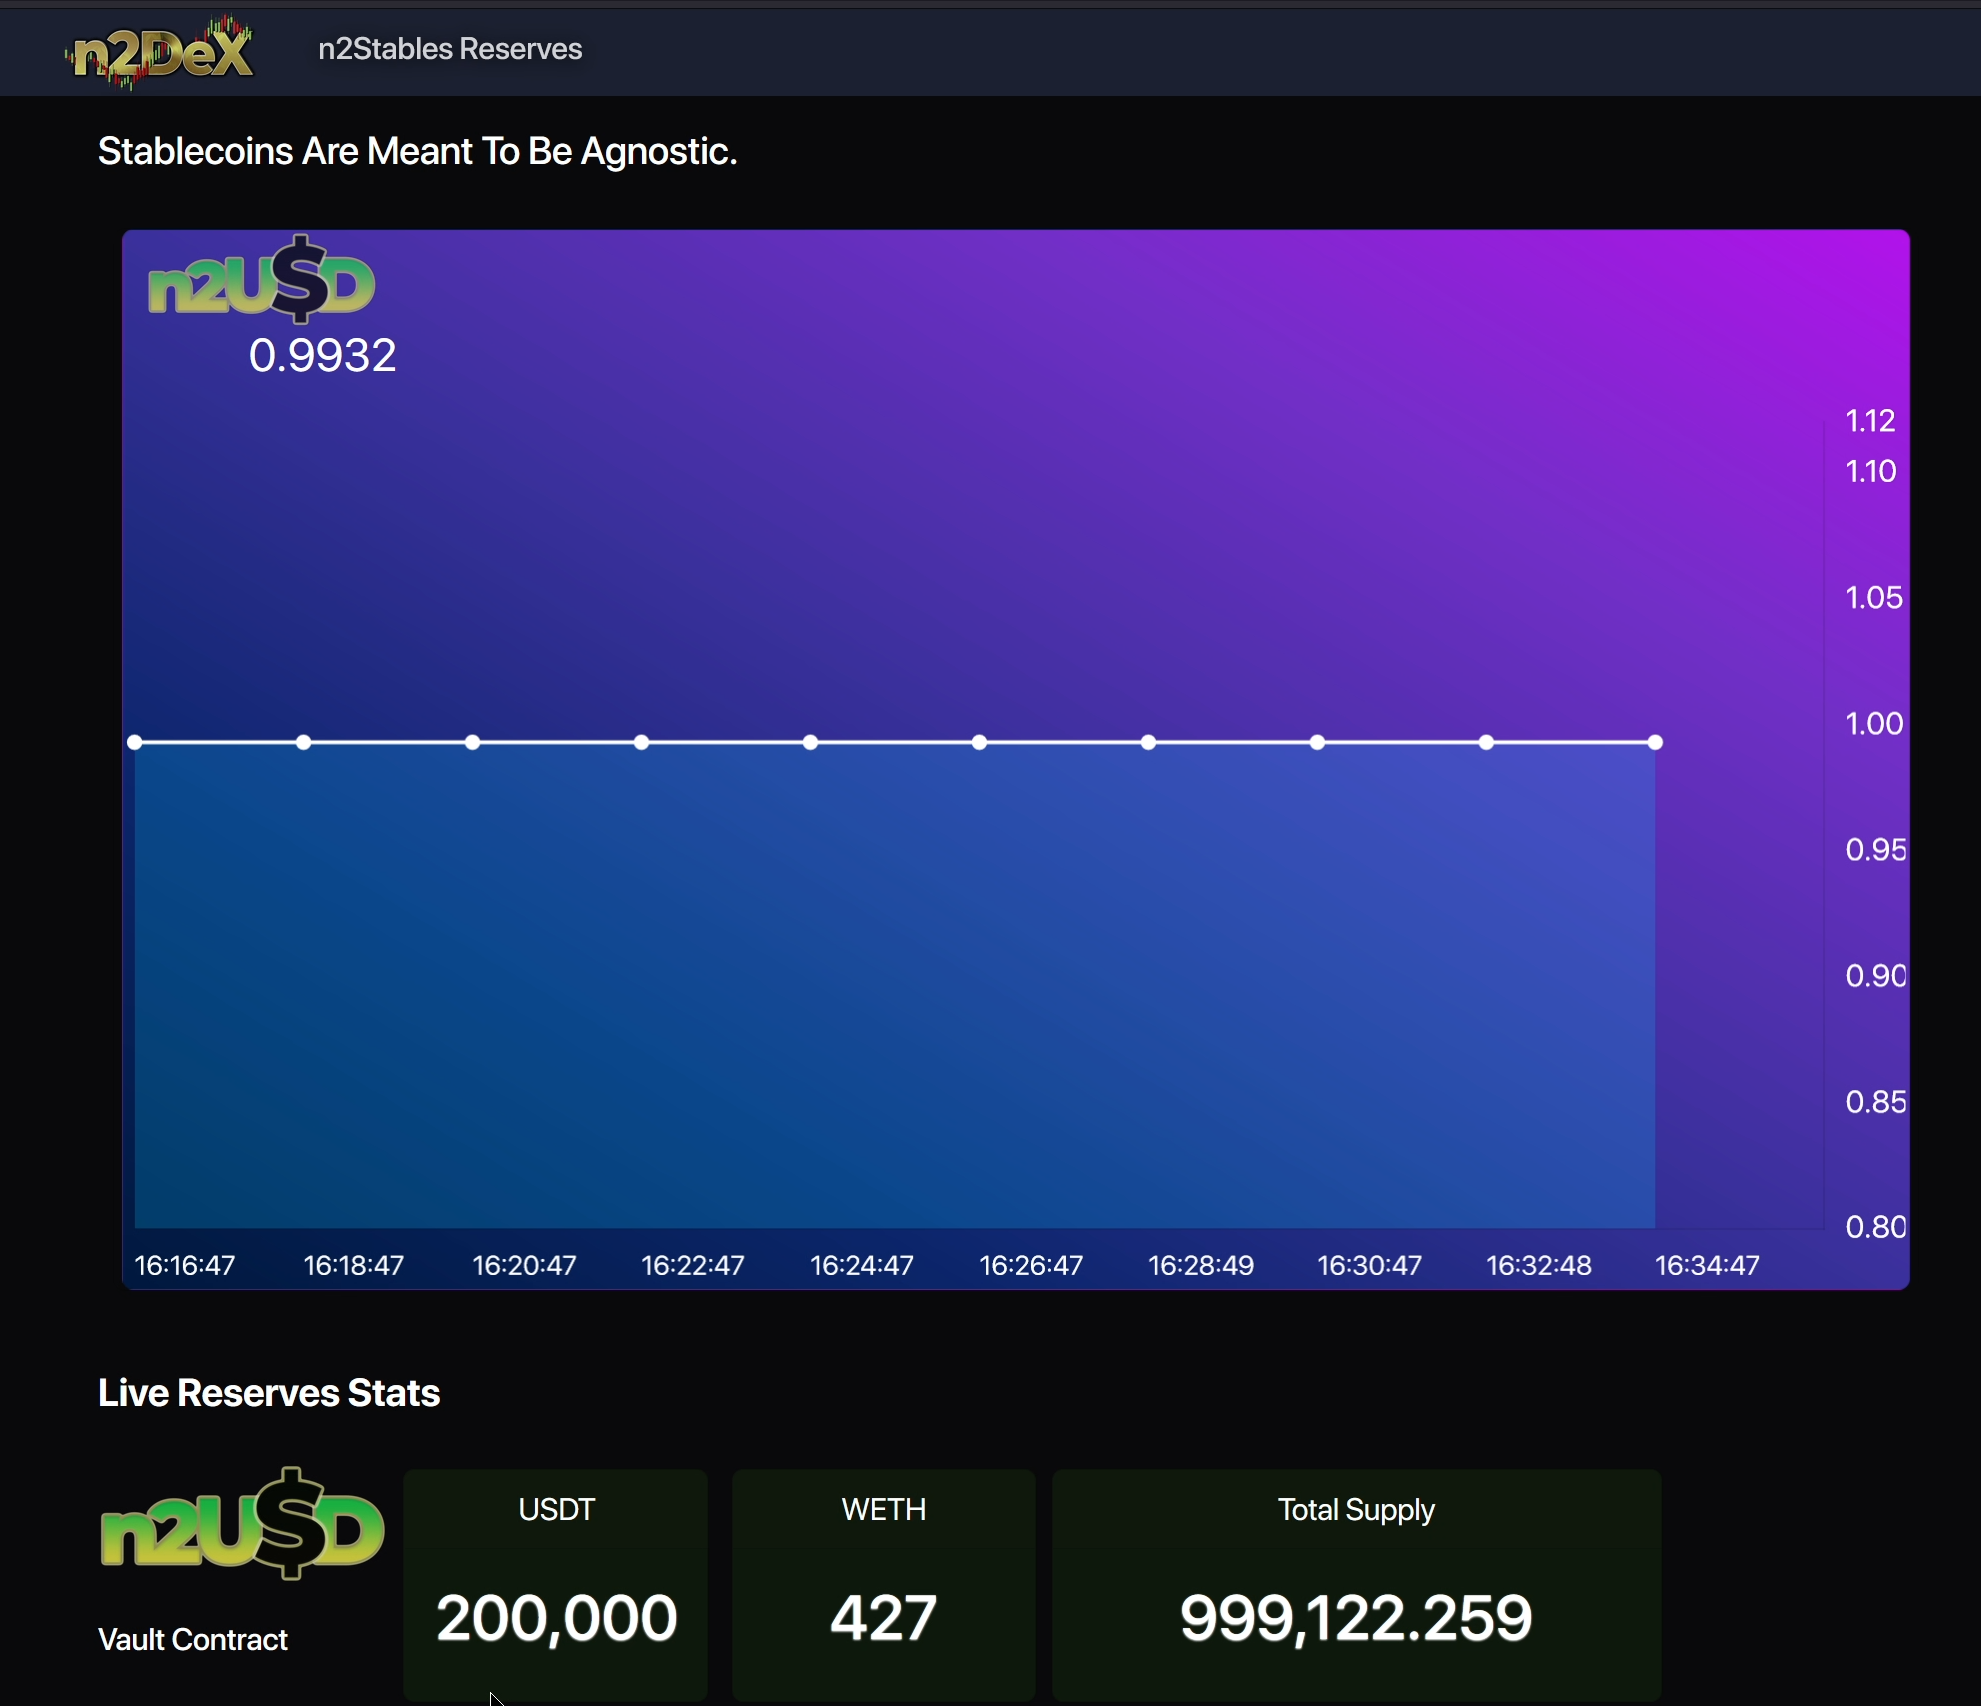 n2DeX
n2Stables Reserves
Stablecoins Are Meant To Be Agnostic.
n2U$D
0.9932
1.12
1.10
1.05
1.00
0.95
0.90
0.85
0.80
16:16:47 16:18:47 16:20:47 16:22:47 16:24:47 16:26:47 16:28:49 16:30:47 16:32:48 16:34:47
Live Reserves Stats
n2U$D
Vault Contract
USDT
200,000
WETH
427
Total Supply
999,122.259